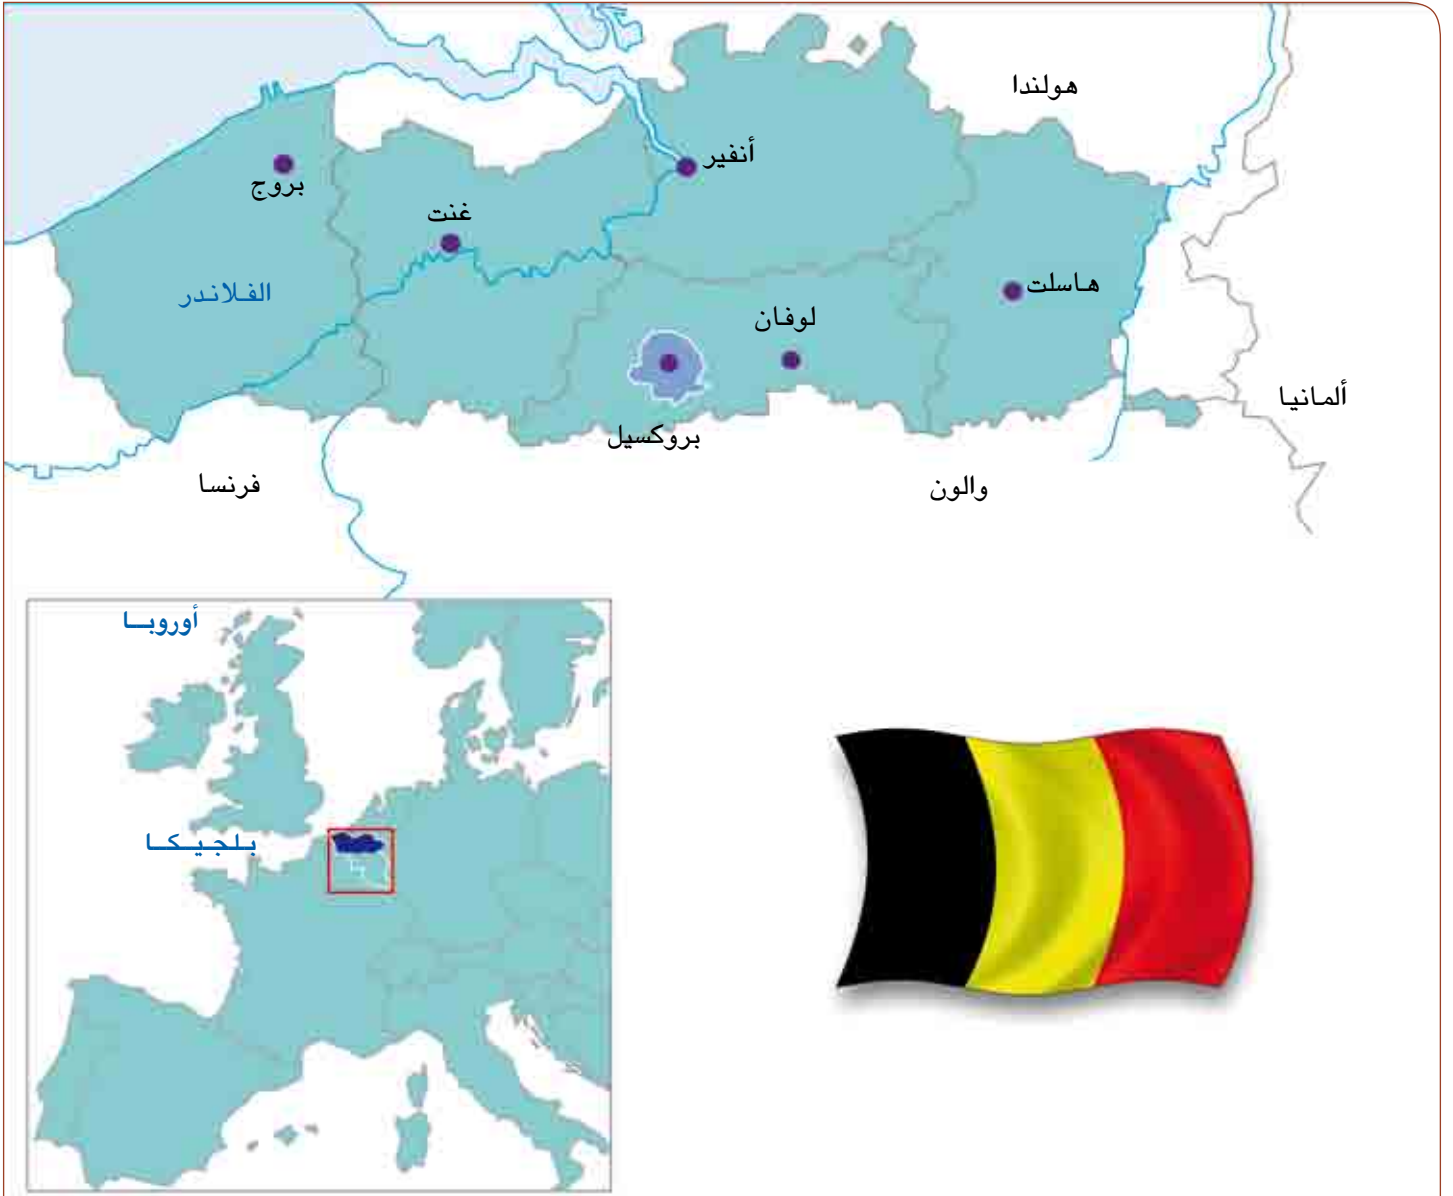 هولندا
أنفير
بروج
غنت
هاسلت
الفلاندر
لوفان
ألمانيا
بروكسيل
فرنسا
والون
أوروبا
بلجيكا